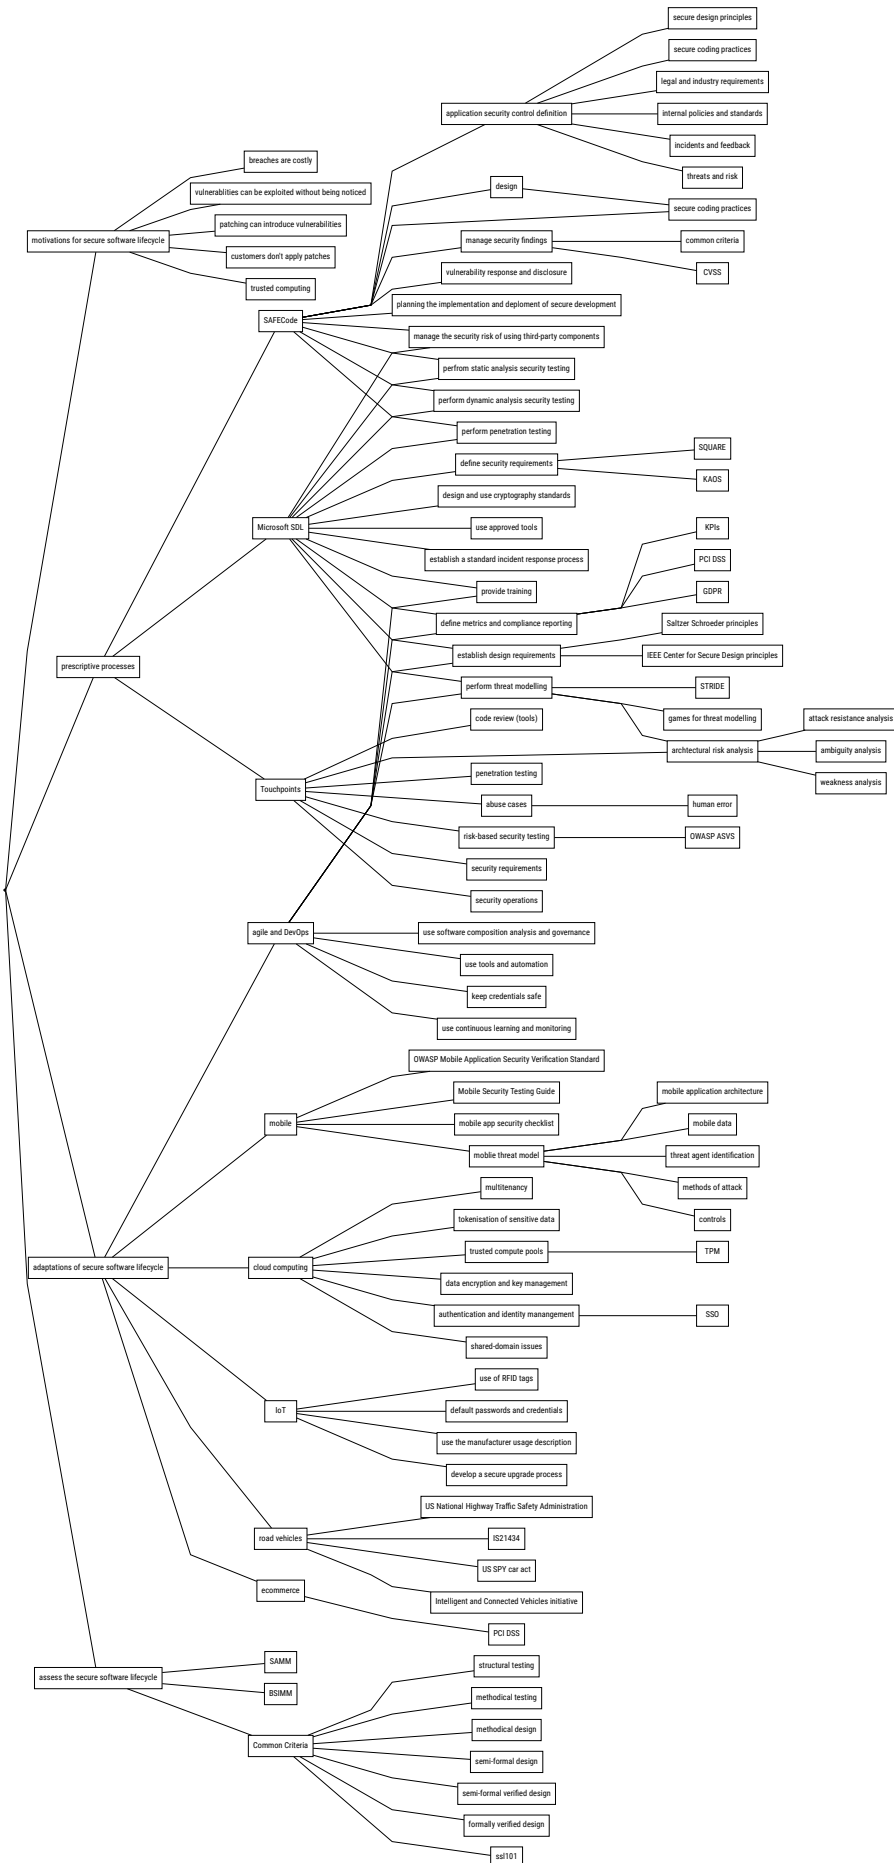 secure design principles
secure coding practices
legal and industry requirements
application security control definition
internal policies and standards
incidents and feedback
breaches are costly
threats and risk
vulnerablities can be exploited without being noticed
design
secure coding practices
patching can introduce vulnerabilities
motivations for secure software lifecycle
manage security findings
common criteria
customers don't apply patches
vulnerability response and disclosure
CVSS
trusted computing
planning the implementation and deploment of secure development
SAFECode
manage the security risk of using third-party components
perfrom static analysis security testing
perform dynamic analysis security testing
perform penetration testing
SQUARE
define security requirements
KAOS
design and use cryptography standards
Microsoft SDL
use approved tools
KPIs
establish a standard incident response process
PCI DSS
provide training
GDPR
define metrics and compliance reporting
Saltzer Schroeder principles
establish design requirements
IEEE Center for Secure Design principles
prescriptive processes
perform threat modelling
STRIDE
code review (tools)
games for threat modelling
attack resistance analysis
archtectural risk analysis
ambiguity analysis
penetration testing
weakness analysis
Touchpoints
abuse cases
human error
risk-based security testing
OWASP ASVS
security requirements
security operations
agile and DevOps
use software composition analysis and governance
use tools and automation
keep credentials safe
use continuous learning and monitoring
OWASP Mobile Application Security Verification Standard
Mobile Security Testing Guide
mobile application architecture
mobile
mobile app security checklist
mobile data
moblie threat model
threat agent identification
multitenancy
methods of attack
tokenisation of sensitive data
controls
trusted compute pools
TPM
adaptations of secure software lifecycle
cloud computing
data encryption and key management
authentication and identity manangement
SSO
shared-domain issues
use of RFID tags
IoT
default passwords and credentials
use the manufacturer usage description
develop a secure upgrade process
US National Highway Traffic Safety Administration
road vehicles
IS21434
US SPY car act
ecommerce
Intelligent and Connected Vehicles initiative
PCI DSS
SAMM
structural testing
assess the secure software lifecycle
BSIMM
methodical testing
methodical design
Common Criteria
semi-formal design
semi-formal verified design
formally verified design
ssl101